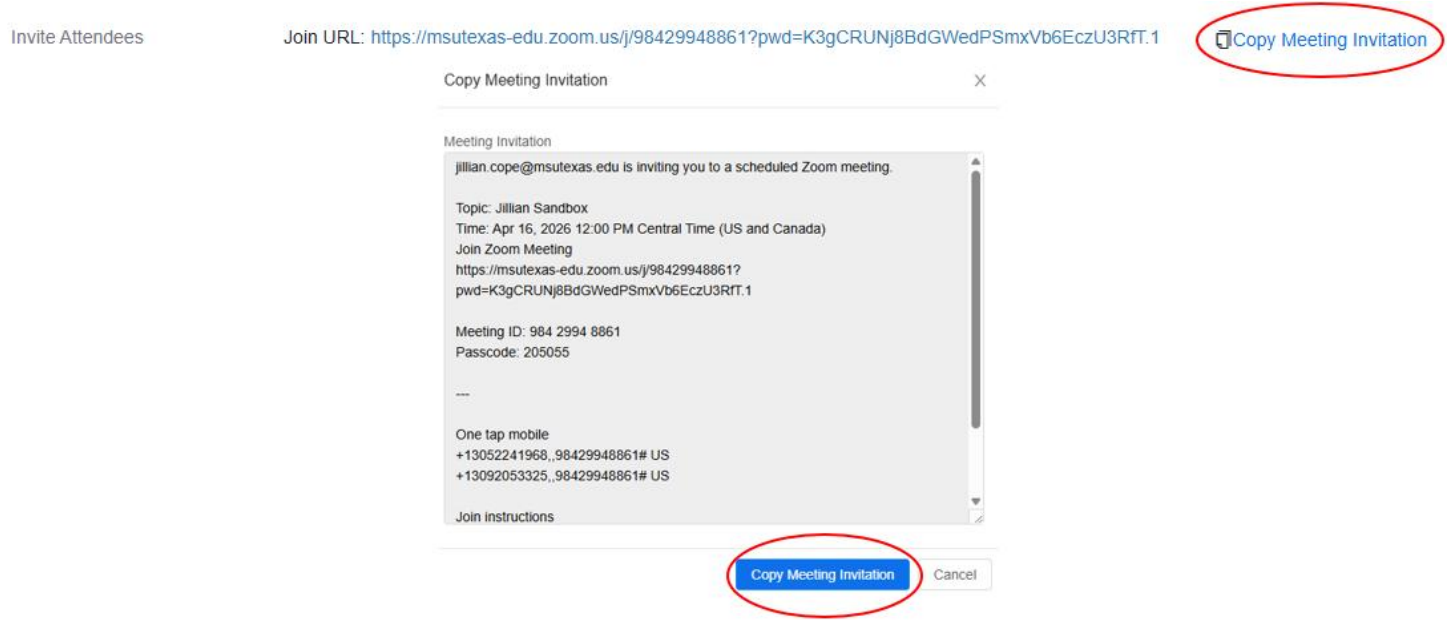 Invite Attendees Join URL: https://msutexas-edu.zoom.us/j/98429948861?pwd=K3gCRUNj8BdGWedPSmxVb6EczU3RfT.1 Copy Meeting Invitation
Copy Meeting Invitation
Meeting Invitation
jillian.cope@msutexas.edu is inviting you to a scheduled Zoom meeting.
Topic: Jillian Sandbox
Time: Apr 16, 2026 12:00 PM Central Time (US and Canada)
Join Zoom Meeting
https://msutexas-edu.zoom.us/j/98429948861?
pwd=K3gCRUNj8BdGWedPSmxVb6EczU3RfT.1
Meeting ID: 984 2994 8861
Passcode: 205055
---
One tap mobile
+13052241968,,98429948861# US
+13092053325,,98429948861# US
Join instructions
Copy Meeting Invitation Cancel